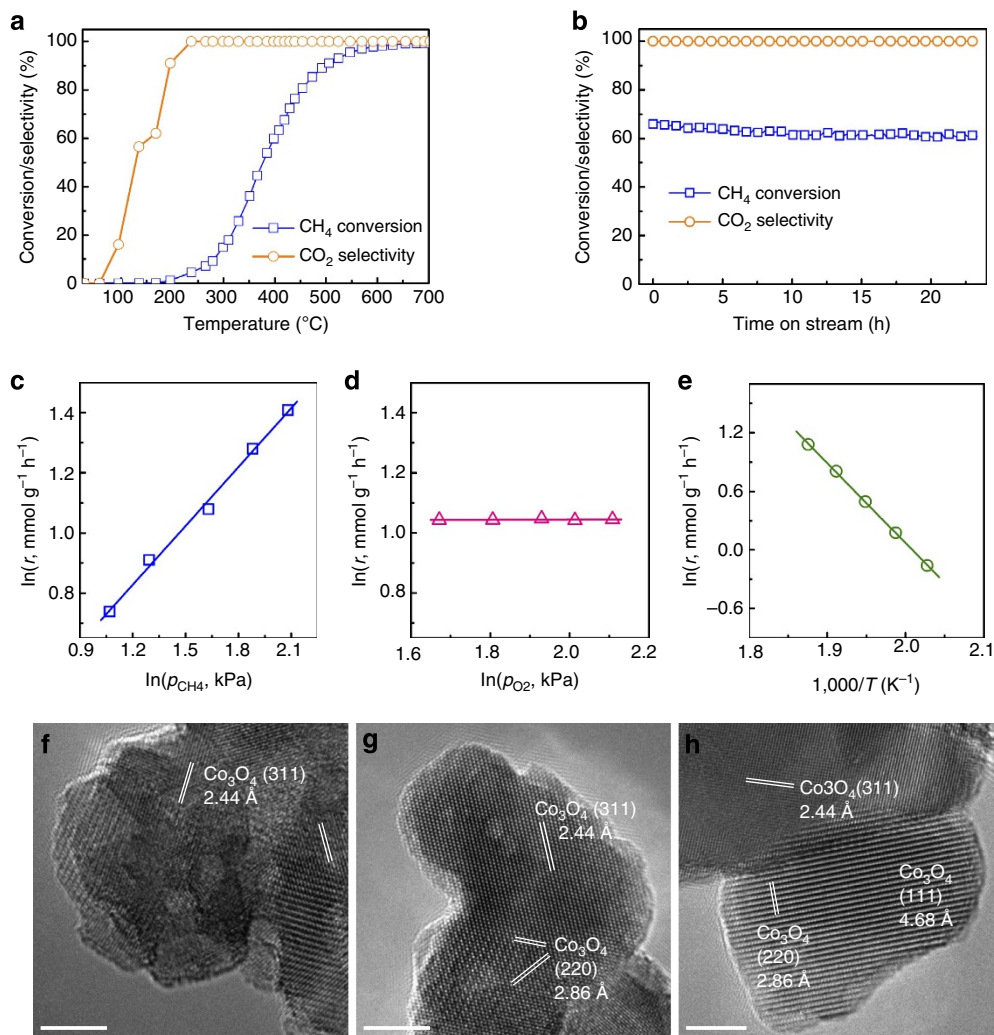 a
100
80
60
40
20
0
Conversion/selectivity (%)
CH4 conversion
CO2 selectivity
100 200 300 400 500 600 700
Temperature (°C)
b
100
80
60
40
20
0
Conversion/selectivity (%)
CH4 conversion
CO2 selectivity
0 5 10 15 20
Time on stream (h)
c
1.4
1.2
1.0
0.8
ln(r, mmol g−1 h−1)
0.9 1.2 1.5 1.8 2.1
ln(pCH4, kPa)
d
1.4
1.2
1.0
0.8
ln(r, mmol g−1 h−1)
1.6 1.8 2.0 2.2
ln(pO2, kPa)
e
1.2
0.6
0.0
−0.6
ln(r, mmol g−1 h−1)
1.8 1.9 2.0 2.1
1,000/T (K−1)
f
Co3O4 (311)
2.44 Å
g
Co3O4 (311)
2.44 Å
Co3O4
(220)
2.86 Å
h
Co3O4(311)
2.44 Å
Co3O4
(111)
4.68 Å
Co3O4
(220)
2.86 Å